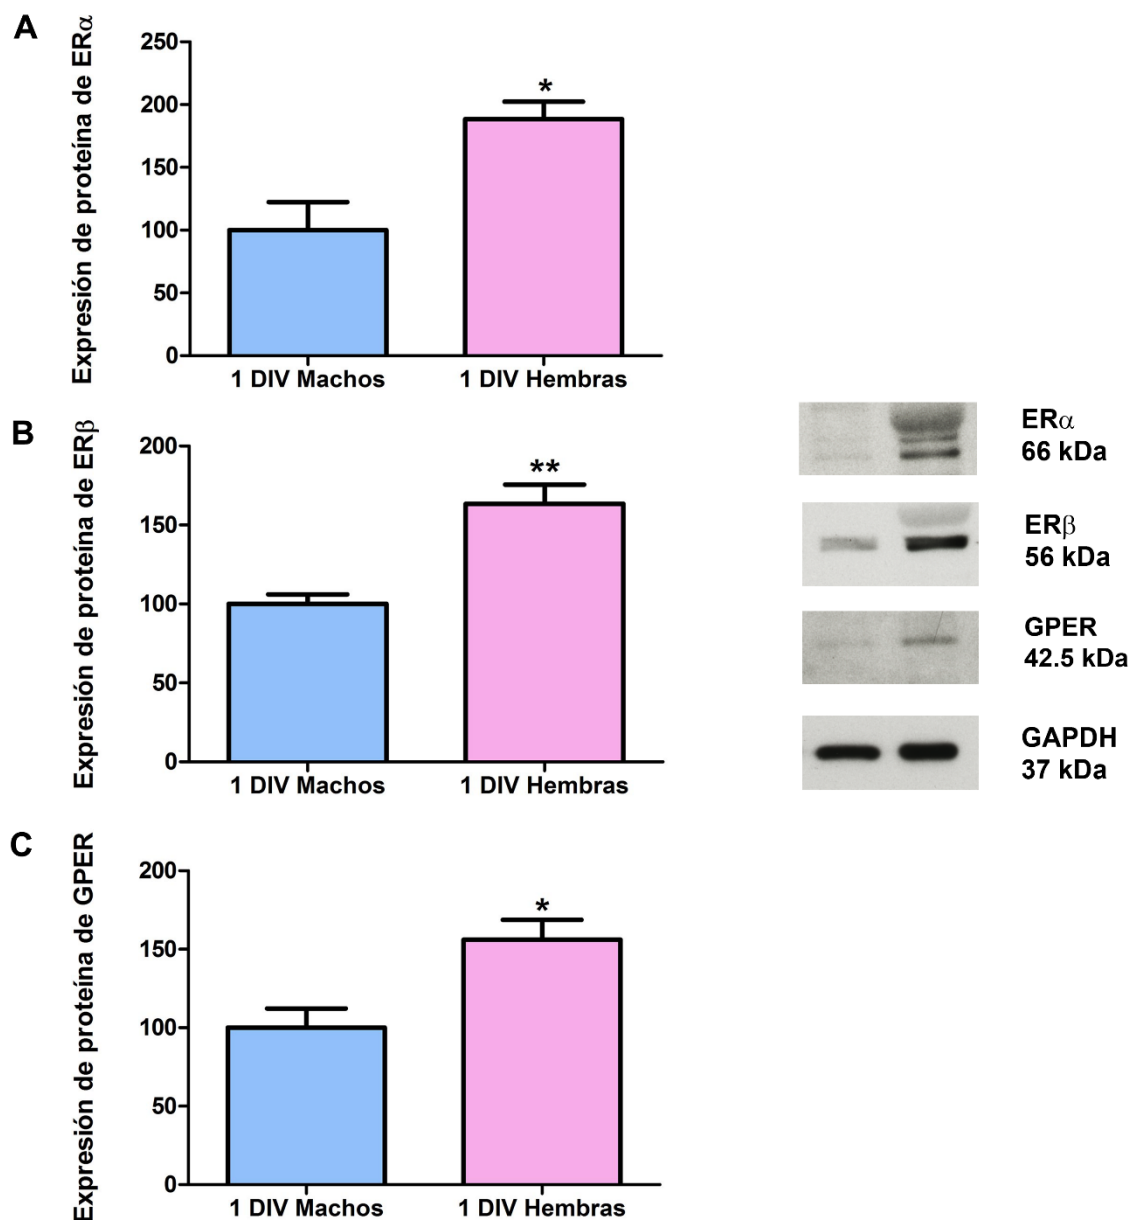 A
Expresión de proteína de ERα
250
200
150
100
50
0
*
1 DIV Machos
1 DIV Hembras
B
Expresión de proteína de ERβ
200
150
100
50
0
**
1 DIV Machos
1 DIV Hembras
ERα
66 kDa
ERβ
56 kDa
GPER
42.5 kDa
GAPDH
37 kDa
C
Expresión de proteína de GPER
200
150
100
50
0
*
1 DIV Machos
1 DIV Hembras